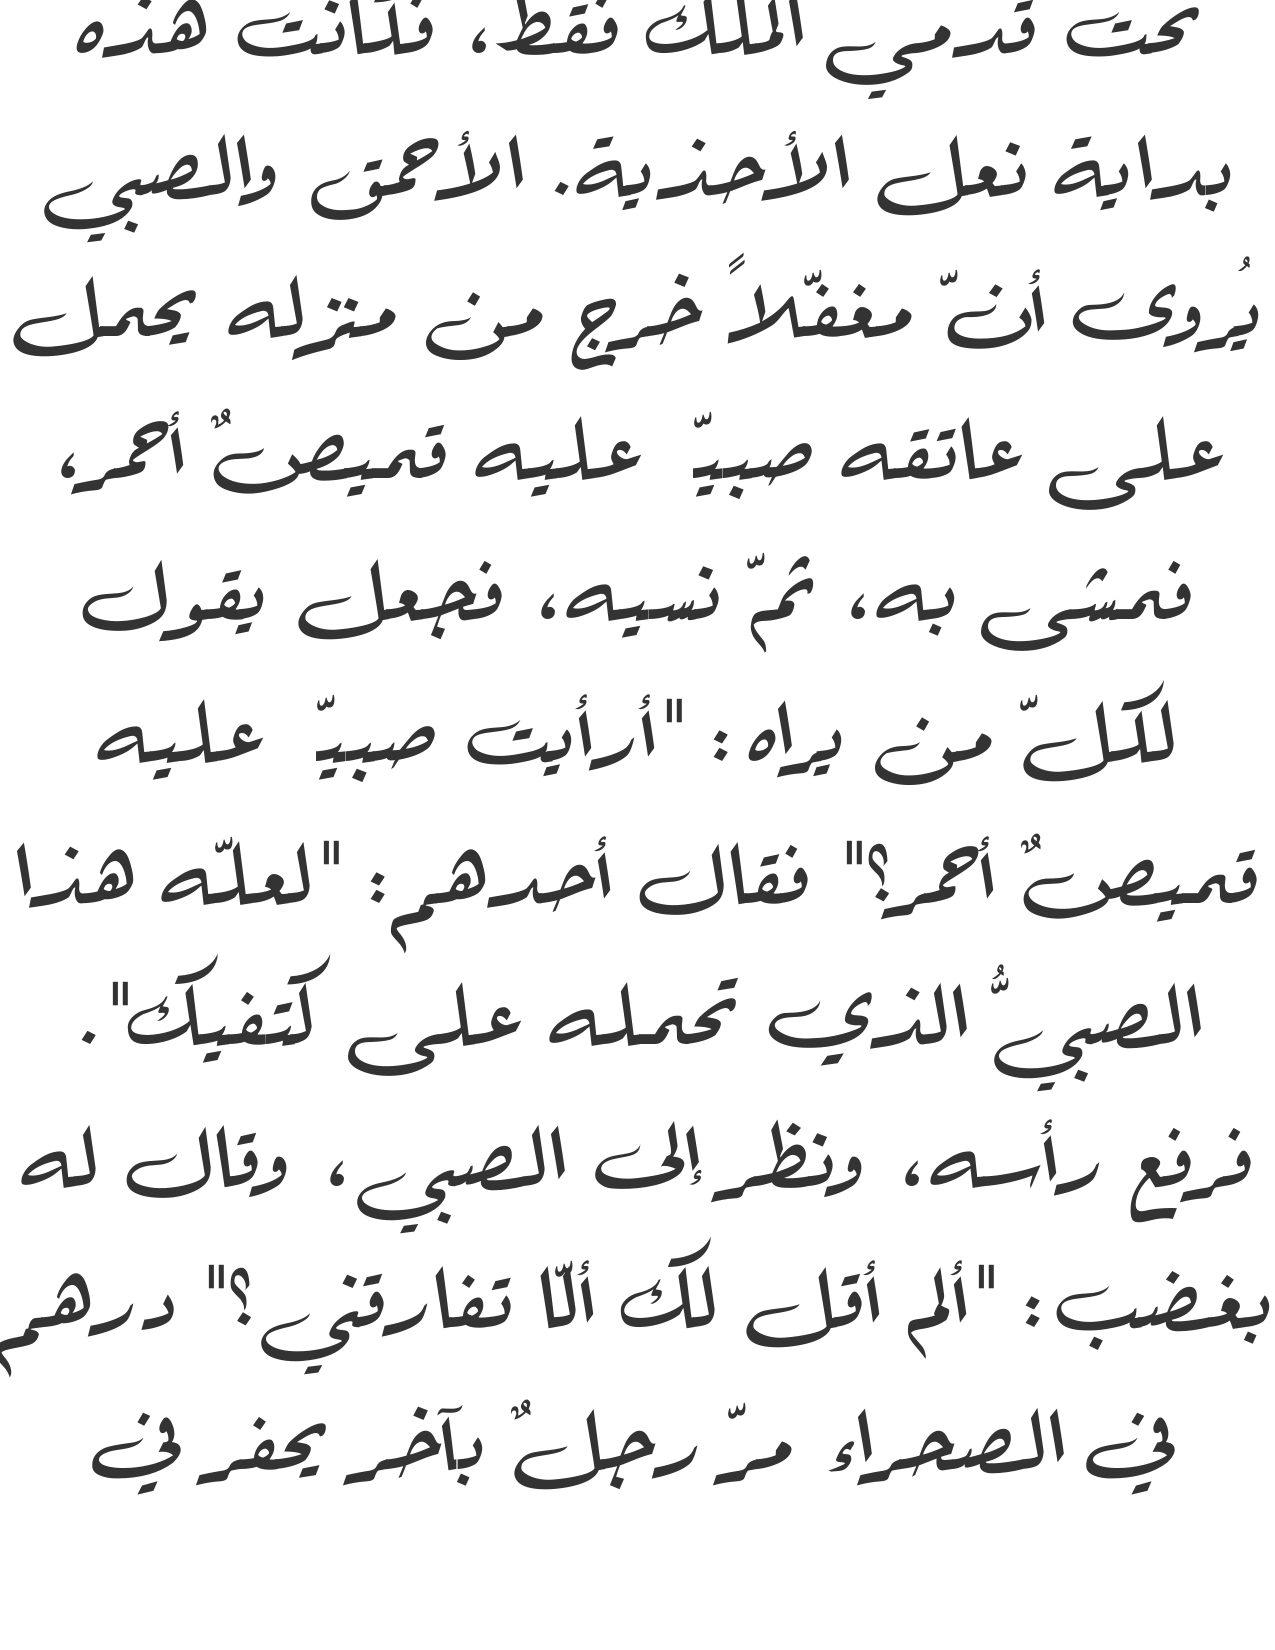 تحت قدمي الملك فقط، فكانت هذه
بداية نعل الأحذية. الأحمق والصبي
يُروى أنّ مغفّلاً خرج من منزله يحمل
على عاتقه صبييّ عليه قميصٌ أحمر،
فمشى به، ثمّ نسيه، فجعل يقول
لكلّ من يراه: "أرأيت صبييّ عليه
قميصٌ أحمر؟" فقال أحدهم: "لعلّه هذا
الصبيُّ الذي تحمله على كتفيك".
فرفع رأسه، ونظر إلى الصبي، وقال له
بغضب: "ألم أقل لك ألّا تفارقني؟" درهم
في الصحراء مرّ رجلٌ بآخر يحفر في